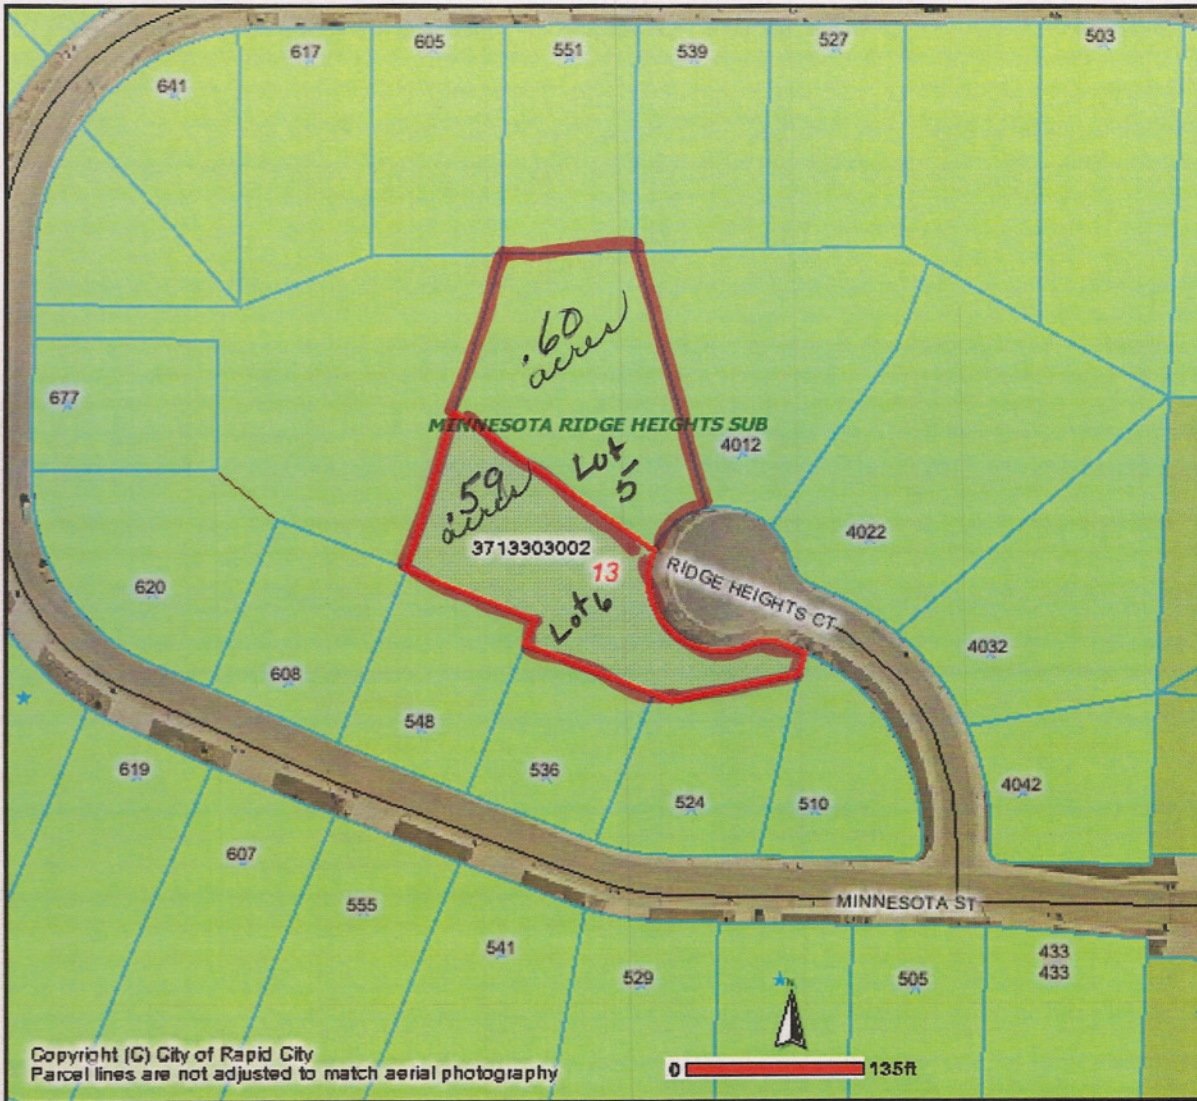 617
605
551
539
527
503
641
.60
acres
677
MINNESOTA RIDGE HEIGHTS SUB
4012
Lot
5
.59
acres
4022
3713303002
13
RIDGE HEIGHTS CT
620
Lot 6
4032
608
548
536
619
524
510
4042
607
555
MINNESOTA ST
541
529
505
433
433
N
Copyright (C) City of Rapid City
Parcel lines are not adjusted to match aerial photography
0 135ft